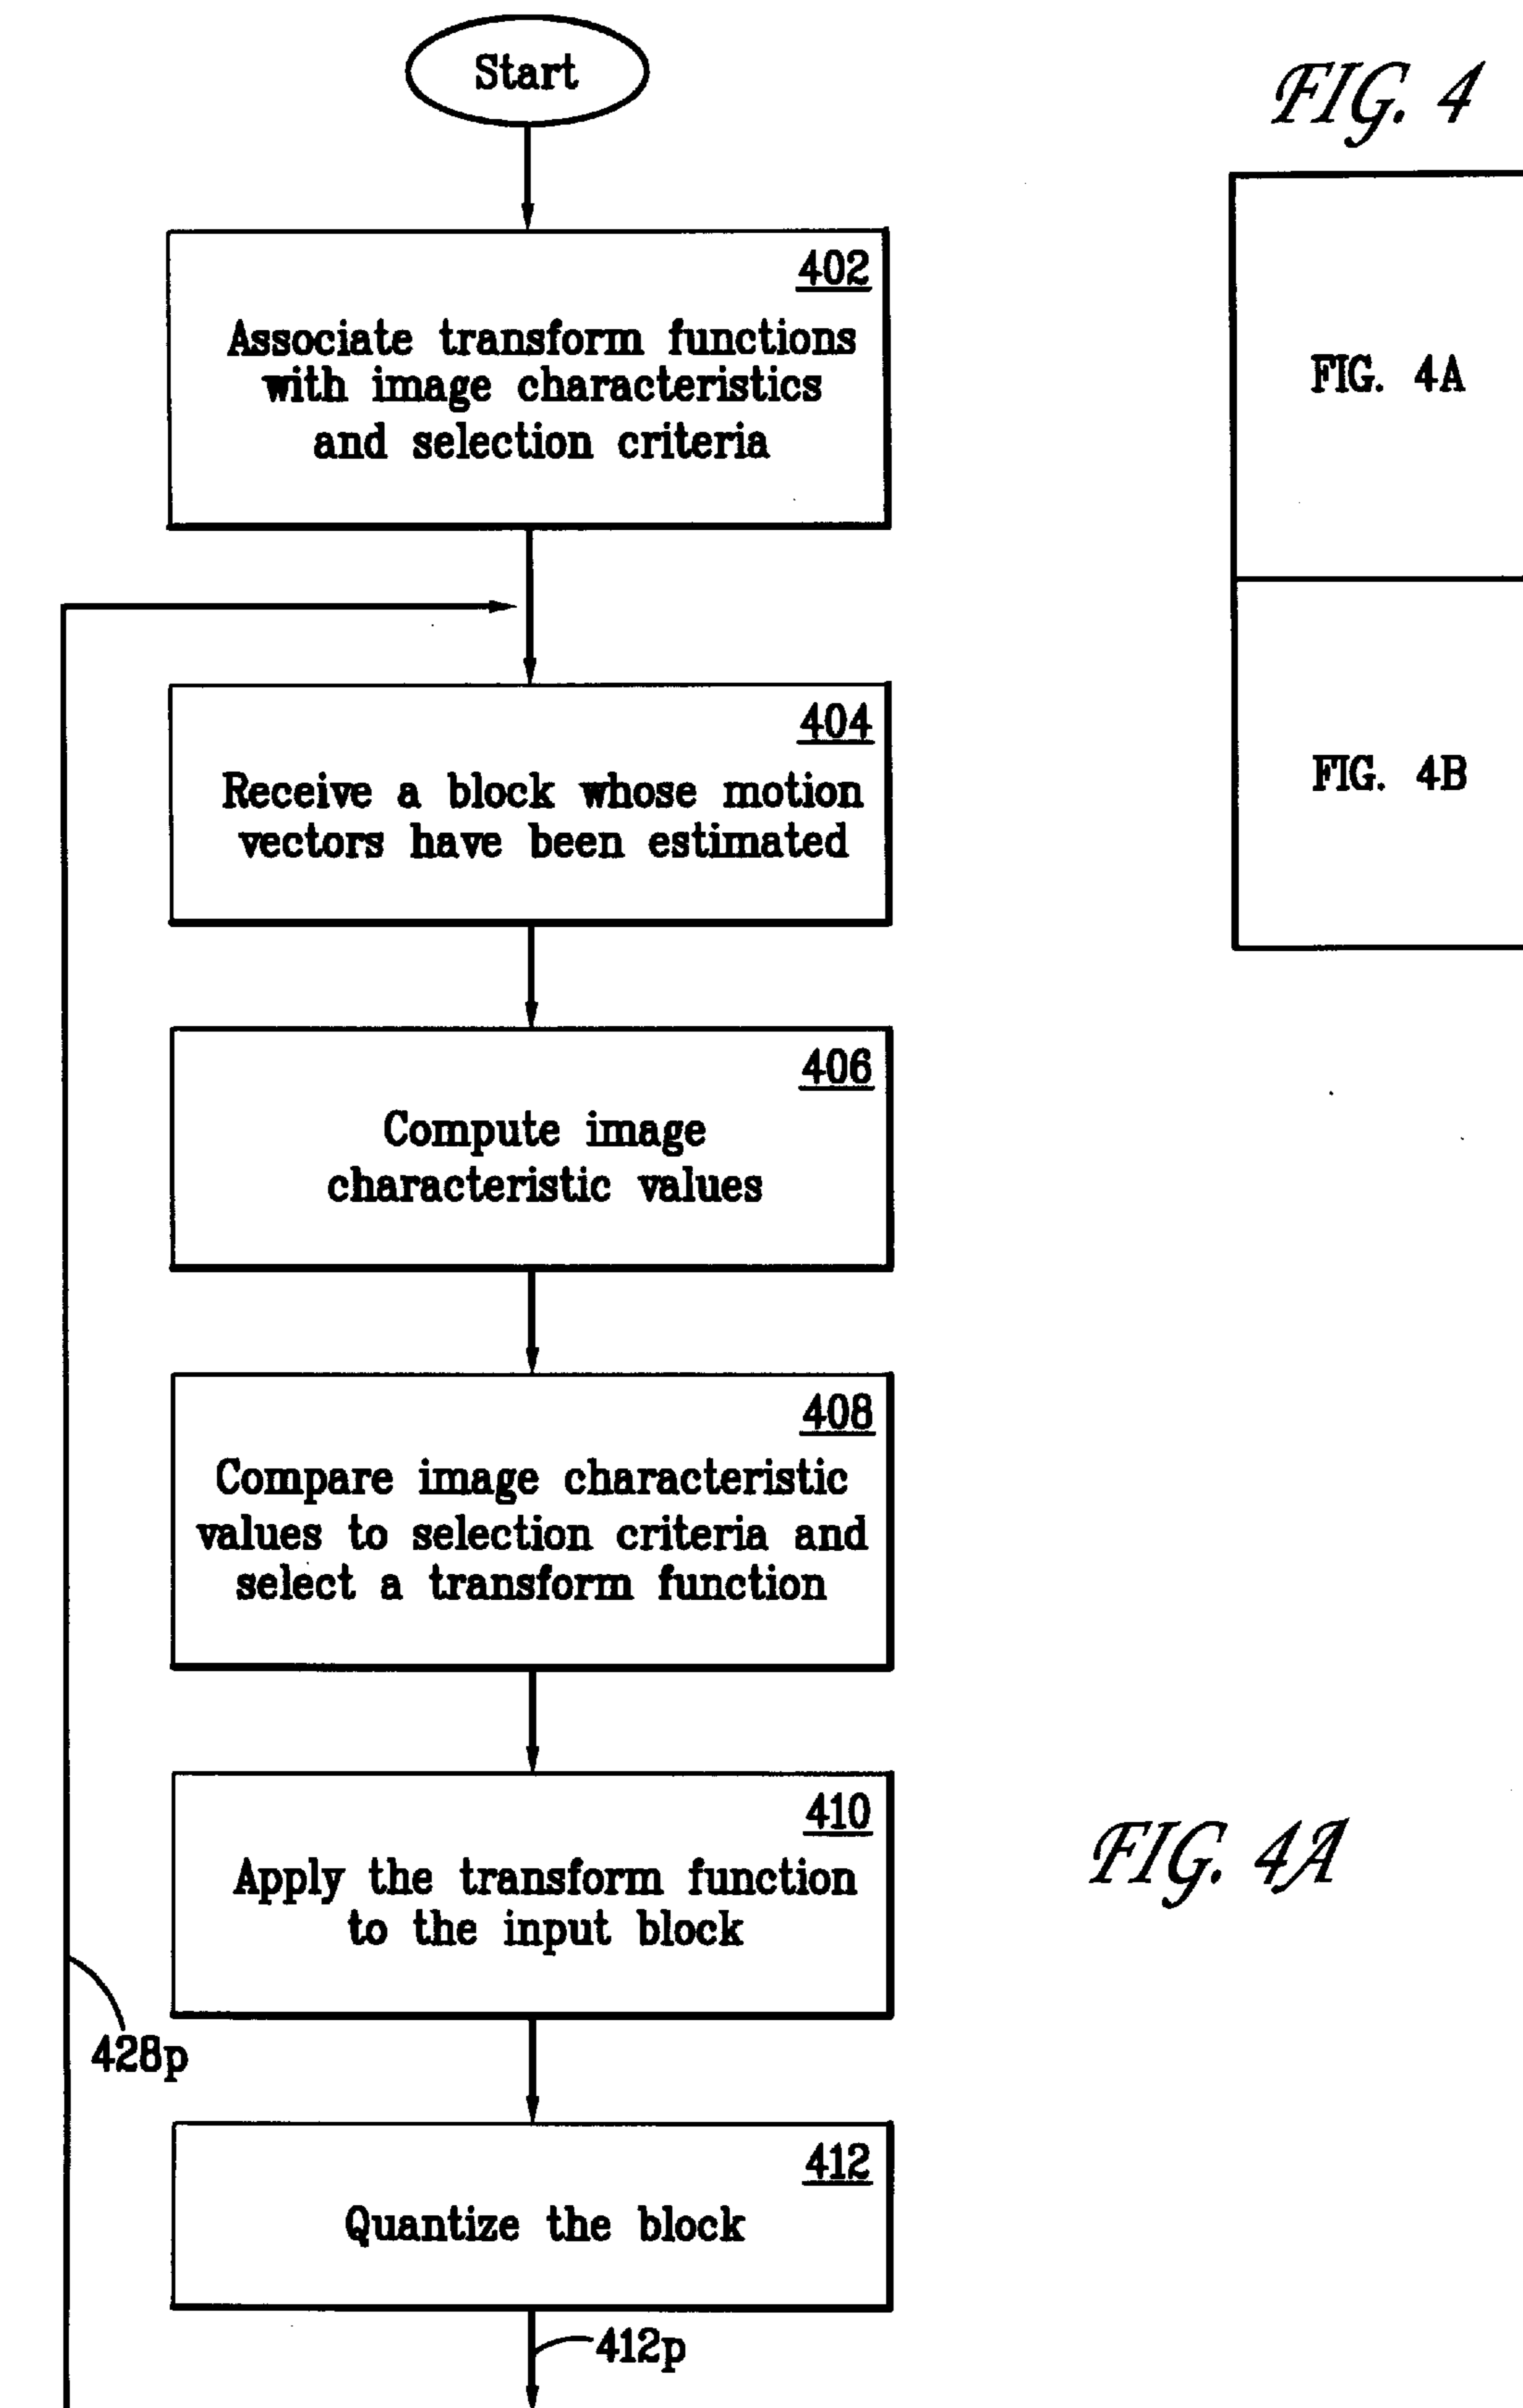 Start
FIG. 4
402
Associate transform functions
with image characteristics
and selection criteria
FIG. 4A
404
Receive a block whose motion
vectors have been estimated
FIG. 4B
406
Compute image
characteristic values
408
Compare image characteristic
values to selection criteria and
select a transform function
410
Apply the transform function
to the input block
FIG. 4A
428p
412
Quantize the block
412p